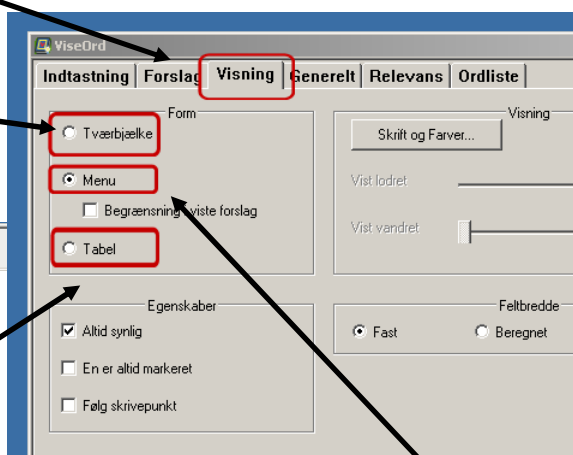 ViseOrd
Indtastning Forslag Visning Generelt Relevans Ordliste
Form
Tværbjælke
Menu
Begrænsning viste forslag
Tabel
Visning
Skrift og Farver...
Vist lodret
Vist vandret
Egenskaber
Altid synlig
En er altid markeret
Følg skrivepunkt
Feltbredde
Fast Beregnet